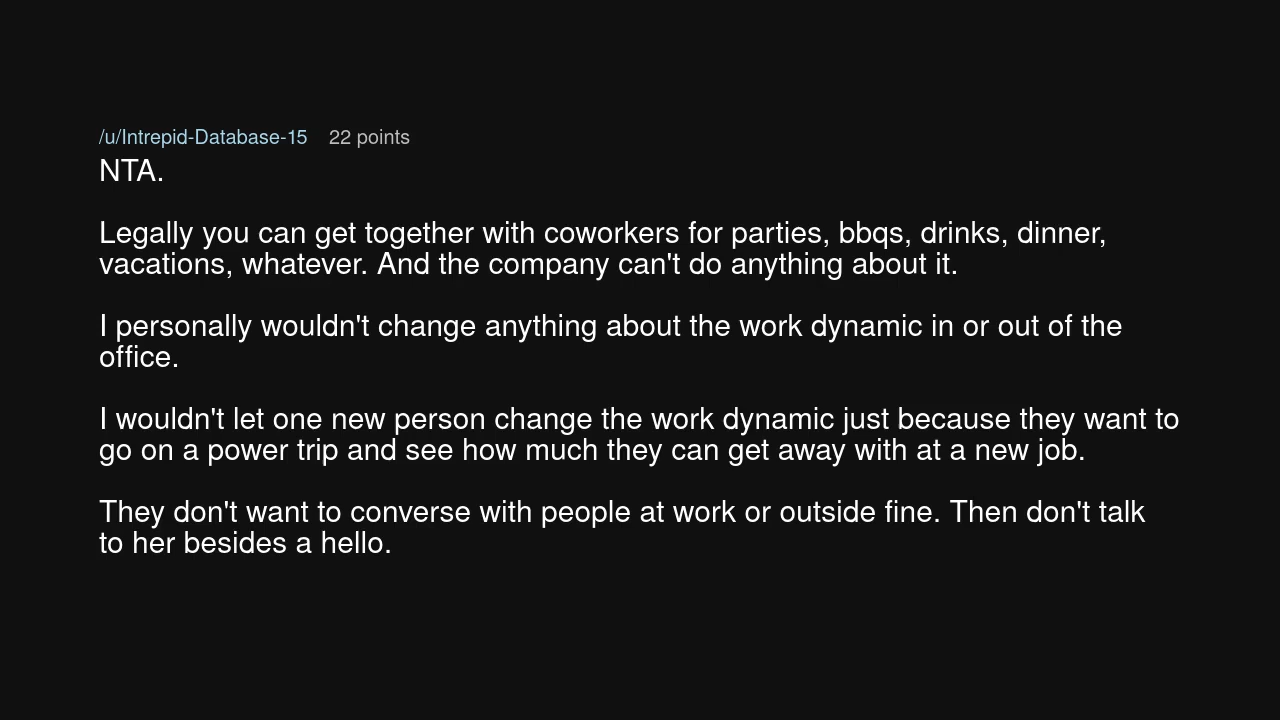 /u/Intrepid-Database-15 22 points
NTA.
Legally you can get together with coworkers for parties, bbqs, drinks, dinner,
vacations, whatever. And the company can't do anything about it.
I personally wouldn't change anything about the work dynamic in or out of the
office.
I wouldn't let one new person change the work dynamic just because they want to
go on a power trip and see how much they can get away with at a new job.
They don't want to converse with people at work or outside fine. Then don't talk
to her besides a hello.